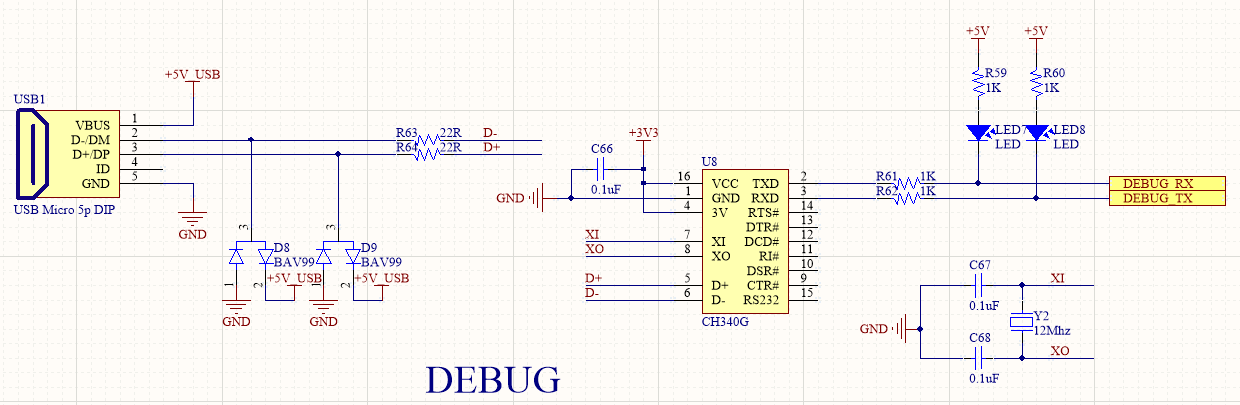 +5V +5V
R59 R60
1K 1K
+5V_USB
USB1
VBUS 1
D-/DM 2
D+/DP 3
ID 4
GND 5
USB Micro 5p DIP
GND
R63 22R D-
R64 22R D+
3 3
D8 D9
BAV99 BAV99
+5V_USB +5V_USB
1 2 1 2
GND GND
+3V3
C66
0.1uF
GND
U8
16 VCC TXD 2
1 GND RXD 3
4 3V RTS# 14
DTR# 13
XI 7 XI DCD# 12
XO 8 XO RI# 11
DSR# 10
D+ 5 D+ CTR# 9
D- 6 D- RS232 15
CH340G
LED7 LED8
LED LED
R61 1K
R62 1K
DEBUG_RX
DEBUG_TX
C67 XI
0.1uF
GND
Y2
12Mhz
C68 XO
0.1uF
DEBUG